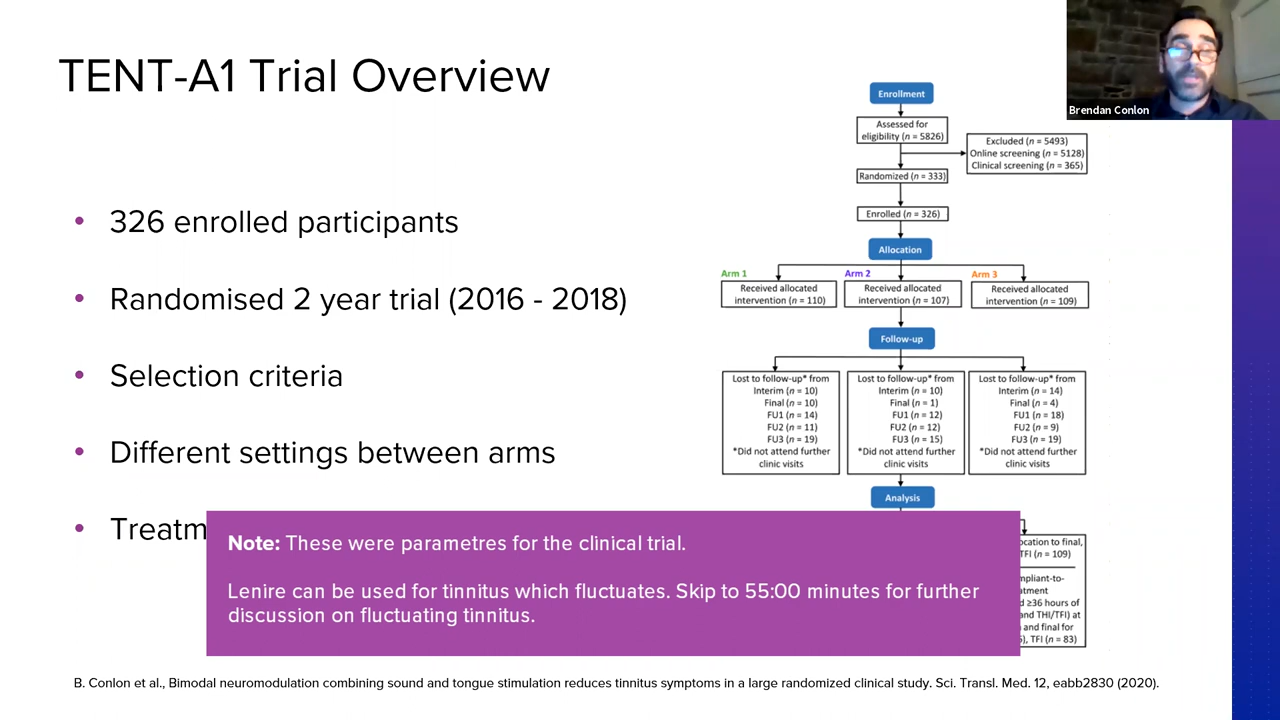 TENT-A1 Trial Overview
Brendan Conlon
• 326 enrolled participants
• Randomised 2 year trial (2016 - 2018)
• Selection criteria
• Different settings between arms
• Treatm
Enrollment
Assessed for
eligibility (n = 5826)
Excluded (n = 5493)
Online screening (n = 5128)
Clinical screening (n = 365)
Randomized (n = 333)
Enrolled (n = 326)
Allocation
Arm 1
Received allocated
intervention (n = 110)
Arm 2
Received allocated
intervention (n = 107)
Arm 3
Received allocated
intervention (n = 109)
Follow-up
Lost to follow-up* from
Interim (n = 10)
Final (n = 10)
FU1 (n = 14)
FU2 (n = 11)
FU3 (n = 19)
*Did not attend further
clinic visits
Lost to follow-up* from
Interim (n = 10)
Final (n = 1)
FU1 (n = 12)
FU2 (n = 12)
FU3 (n = 15)
*Did not attend further
clinic visits
Lost to follow-up* from
Interim (n = 14)
Final (n = 4)
FU1 (n = 18)
FU2 (n = 9)
FU3 (n = 19)
*Did not attend further
clinic visits
Analysis
ocation to final,
TFI (n = 109)
mpliant-to-
atment
d ≥36 hours of
and THI/TFI) at
and final for
), TFI (n = 83)
Note: These were parametres for the clinical trial.
Lenire can be used for tinnitus which fluctuates. Skip to 55:00 minutes for further
discussion on fluctuating tinnitus.
B. Conlon et al., Bimodal neuromodulation combining sound and tongue stimulation reduces tinnitus symptoms in a large randomized clinical study. Sci. Transl. Med. 12, eabb2830 (2020).